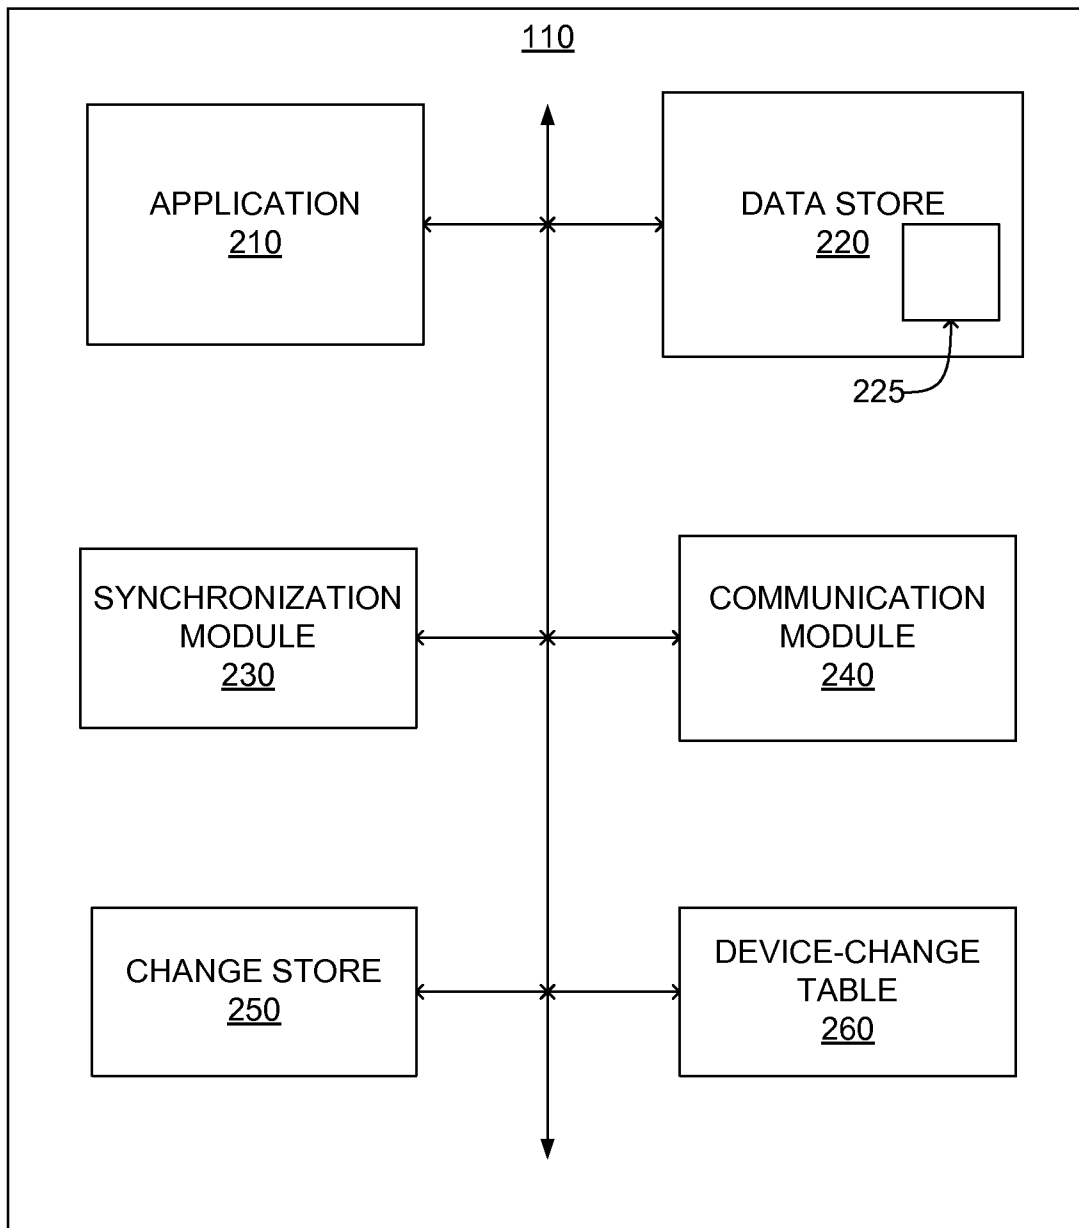 110
APPLICATION
210
DATA STORE
220
225
SYNCHRONIZATION
MODULE
230
COMMUNICATION
MODULE
240
CHANGE STORE
250
DEVICE-CHANGE
TABLE
260